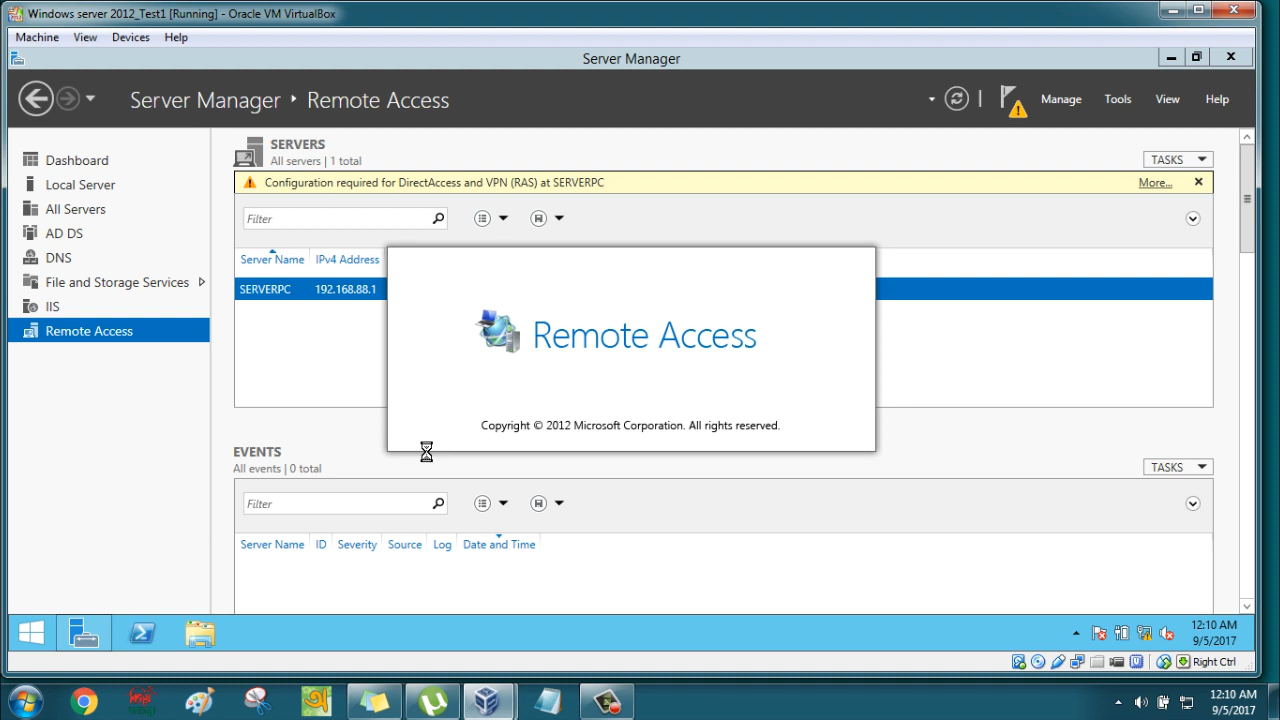 Windows server 2012_Test1 [Running] - Oracle VM VirtualBox
Machine View Devices Help
Server Manager
Server Manager Remote Access
Manage Tools View Help
Dashboard
Local Server
All Servers
AD DS
DNS
File and Storage Services
IIS
Remote Access
SERVERS
All servers | 1 total
TASKS
Configuration required for DirectAccess and VPN (RAS) at SERVERPC
More...
Filter
Server Name IPv4 Address
SERVERPC 192.168.88.1
Remote Access
Copyright © 2012 Microsoft Corporation. All rights reserved.
EVENTS
All events | 0 total
TASKS
Filter
Server Name ID Severity Source Log Date and Time
12:10 AM
9/5/2017
Right Ctrl
12:10 AM
9/5/2017